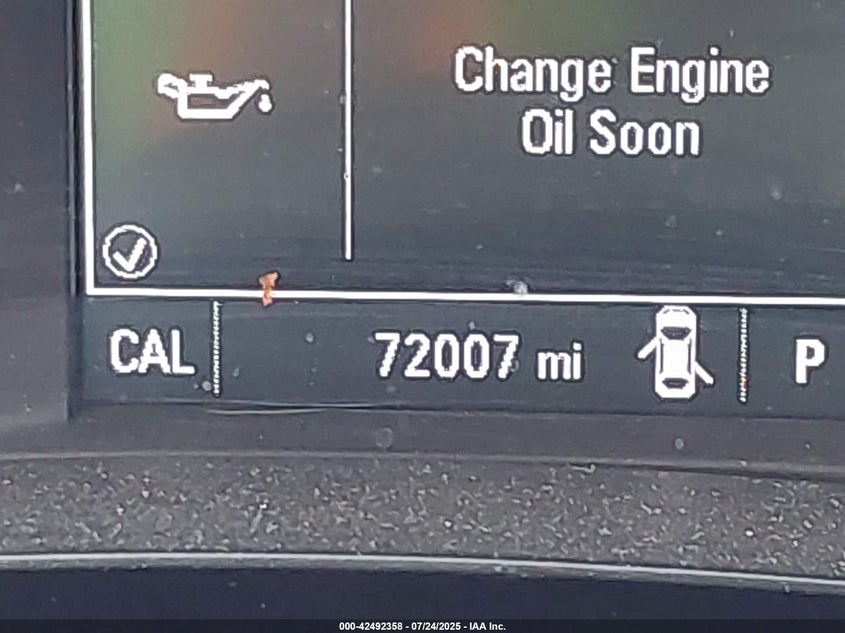 Change Engine
Oil Soon
CAL 72007 mi P
000-42492358 - 07/24/2025 - IAA Inc.